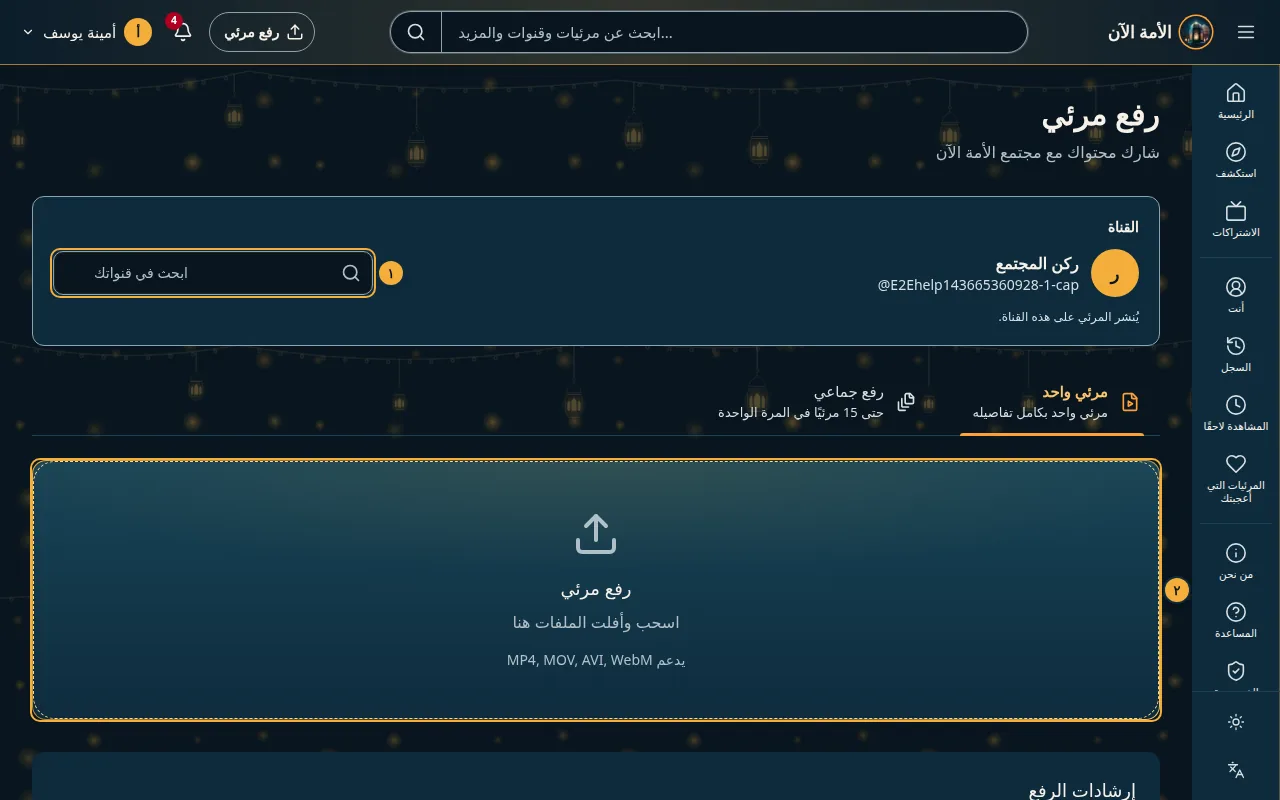 الأمة الآن
ابحث عن مرئيات وقنوات والمزيد...
رفع مرئي
4
أ
أمينة يوسف
الرئيسية
استكشف
الاشتراكات
أنت
السجل
المشاهدة لاحقًا
المرئيات التي
أعجبتك
من نحن
المساعدة
رفع مرئي
شارك محتواك مع مجتمع الأمة الآن
القناة
ر
ركن المجتمع
@E2Ehelp143665360928-1-cap
يُنشر المرئي على هذه القناة.
١
ابحث في قنواتك
مرئي واحد
مرئي واحد بكامل تفاصيله
رفع جماعي
حتى 15 مرئيًا في المرة الواحدة
٢
رفع مرئي
اسحب وأفلت الملفات هنا
يدعم MP4, MOV, AVI, WebM
إرشادات الرفع